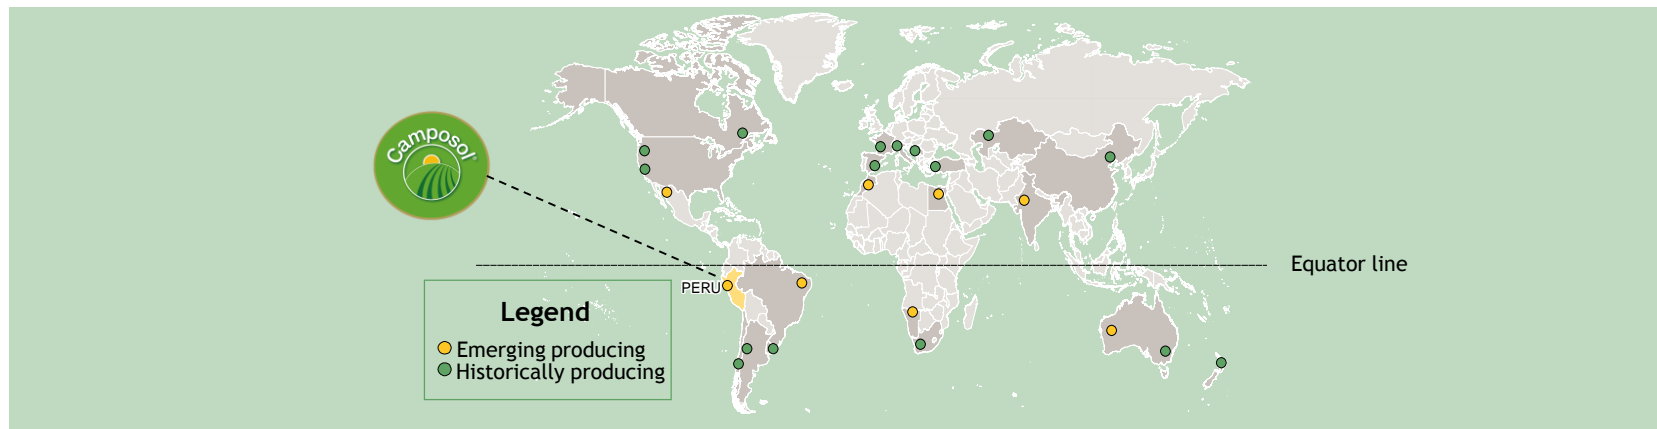 Camposol
Equator line
PERU
Legend
Emerging producing
Historically producing